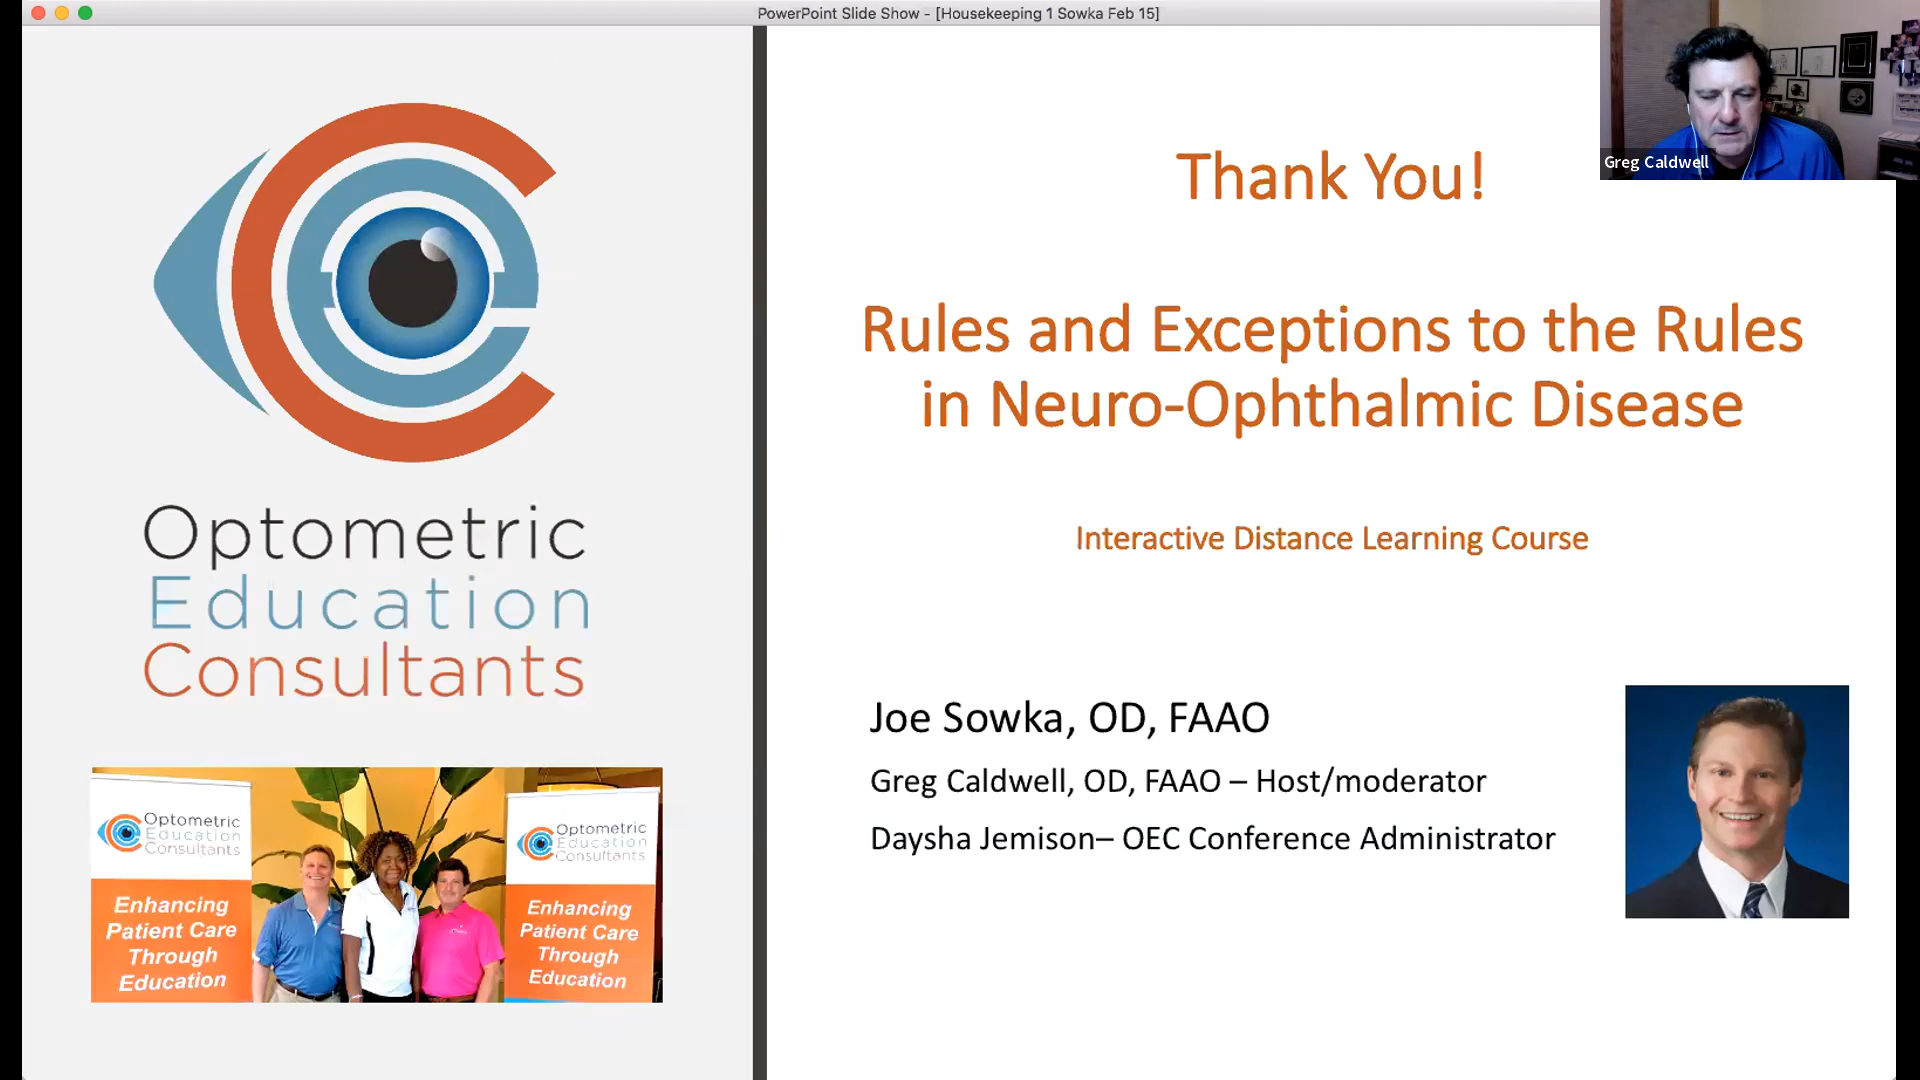 PowerPoint Slide Show - [Housekeeping 1 Sowka Feb 15]
Greg Caldwell
Optometric
Education
Consultants
Optometric
Education
Consultants
Enhancing
Patient Care
Through
Education
Optometric
Education
Consultants
Enhancing
Patient Care
Through
Education
Thank You!
Rules and Exceptions to the Rules
in Neuro-Ophthalmic Disease
Interactive Distance Learning Course
Joe Sowka, OD, FAAO
Greg Caldwell, OD, FAAO – Host/moderator
Daysha Jemison– OEC Conference Administrator